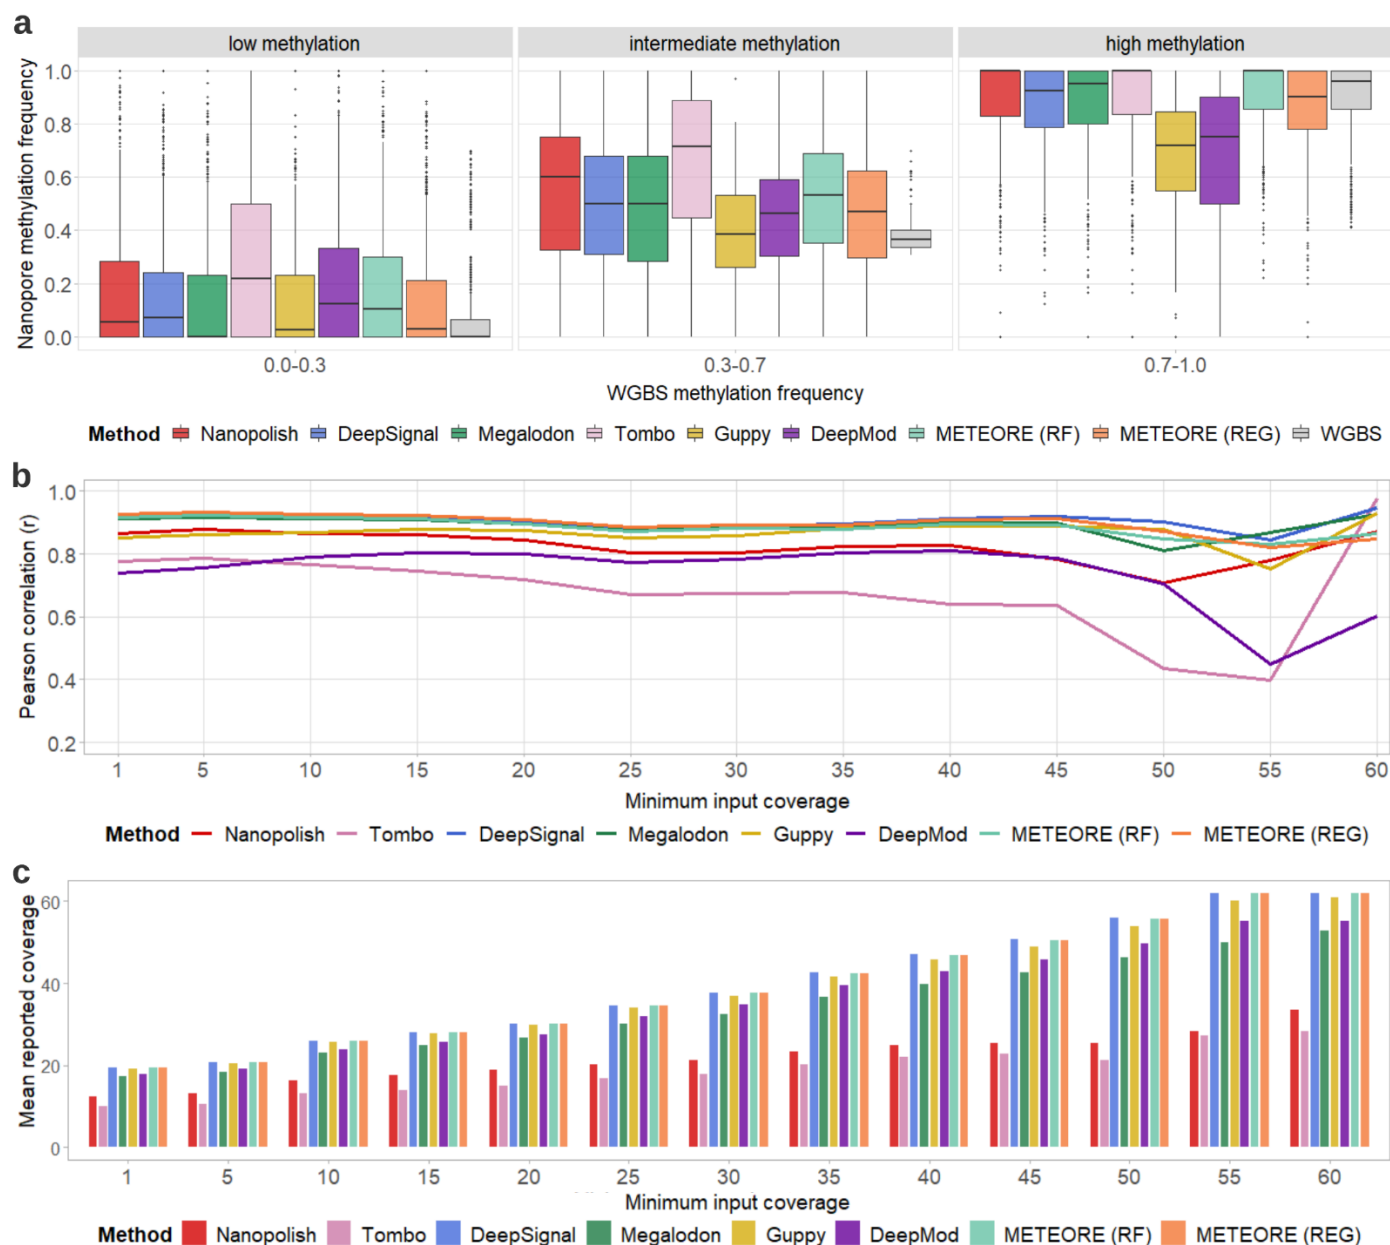 a
low methylation intermediate methylation high methylation
Nanopore methylation frequency
1.0
0.8
0.6
0.4
0.2
0.0
0.0-0.3 0.3-0.7 0.7-1.0
WGBS methylation frequency
Method Nanopolish DeepSignal Megalodon Tombo Guppy DeepMod METEORE (RF) METEORE (REG) WGBS
b
Pearson correlation (r)
1.0
0.8
0.6
0.4
0.2
1 5 10 15 20 25 30 35 40 45 50 55 60
Minimum input coverage
Method Nanopolish Tombo DeepSignal Megalodon Guppy DeepMod METEORE (RF) METEORE (REG)
c
Mean reported coverage
60
40
20
0
1 5 10 15 20 25 30 35 40 45 50 55 60
Minimum input coverage
Method Nanopolish Tombo DeepSignal Megalodon Guppy DeepMod METEORE (RF) METEORE (REG)